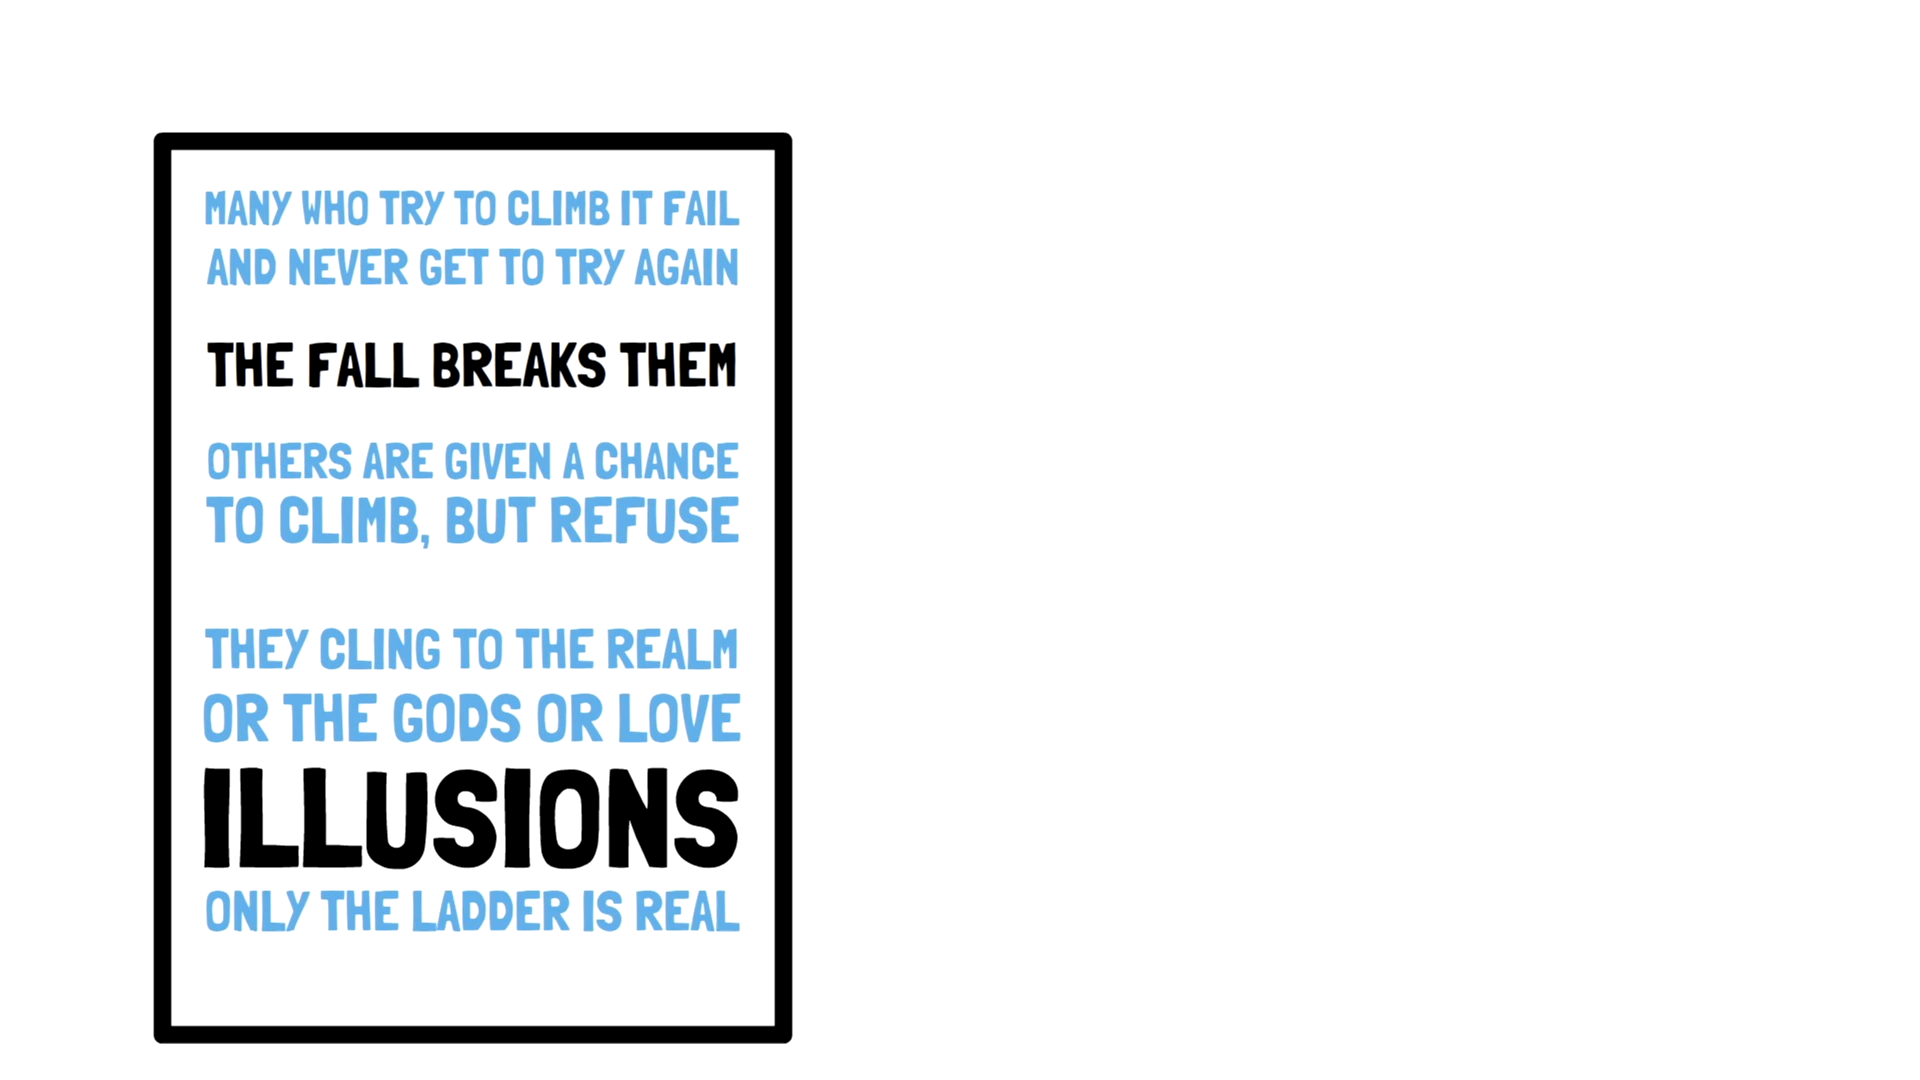 MANY WHO TRY TO CLIMB IT FAIL
AND NEVER GET TO TRY AGAIN
THE FALL BREAKS THEM
OTHERS ARE GIVEN A CHANCE
TO CLIMB, BUT REFUSE
THEY CLING TO THE REALM
OR THE GODS OR LOVE
ILLUSIONS
ONLY THE LADDER IS REAL